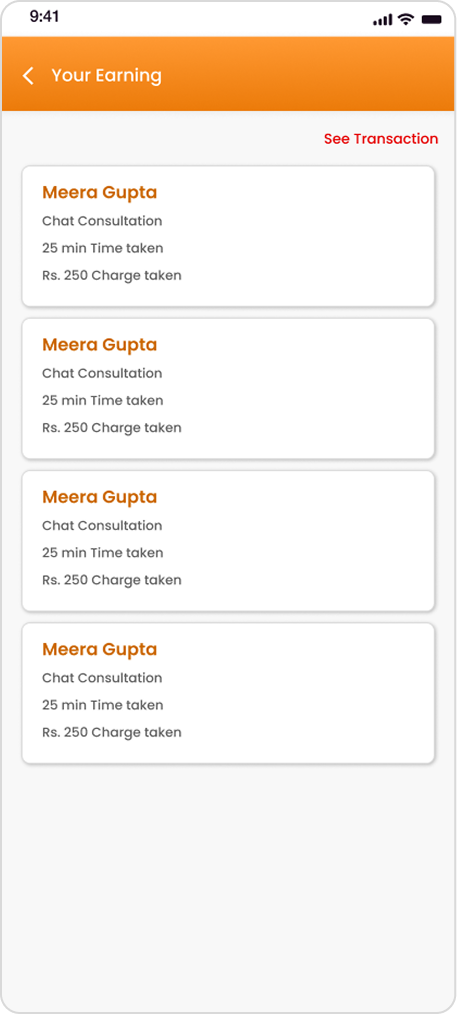 9:41
Your Earning
See Transaction
Meera Gupta
Chat Consultation
25 min Time taken
Rs. 250 Charge taken
Meera Gupta
Chat Consultation
25 min Time taken
Rs. 250 Charge taken
Meera Gupta
Chat Consultation
25 min Time taken
Rs. 250 Charge taken
Meera Gupta
Chat Consultation
25 min Time taken
Rs. 250 Charge taken